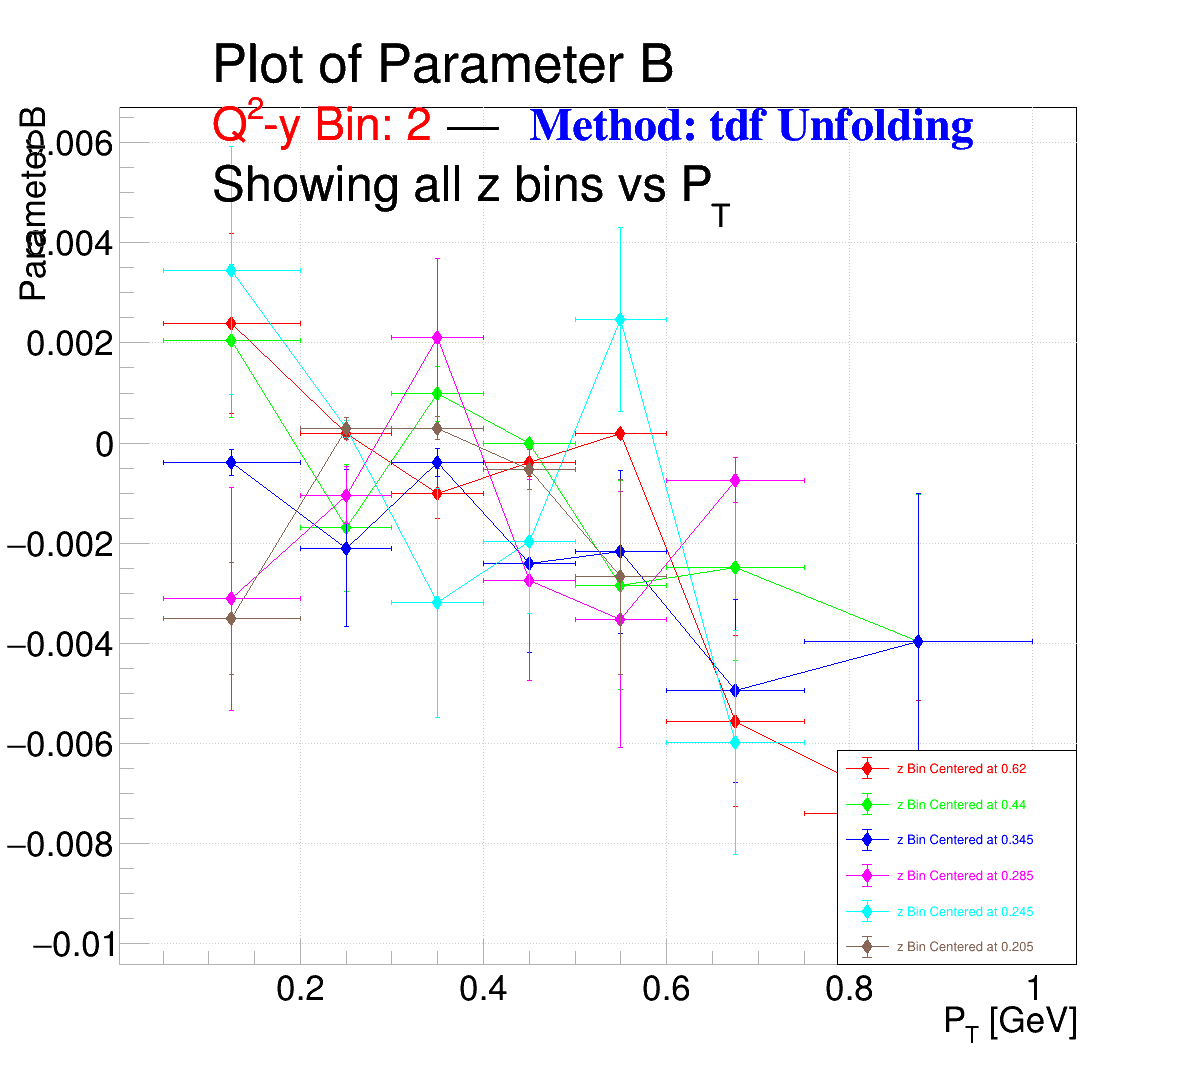 Plot of Parameter B
Q²-y Bin: 2 — Method: tdf Unfolding
Showing all z bins vs P_T
Parameter B
0.006
0.004
0.002
0
−0.002
−0.004
−0.006
−0.008
−0.01
z Bin Centered at 0.62
z Bin Centered at 0.44
z Bin Centered at 0.345
z Bin Centered at 0.285
z Bin Centered at 0.245
z Bin Centered at 0.205
0.2 0.4 0.6 0.8 1
P_T [GeV]